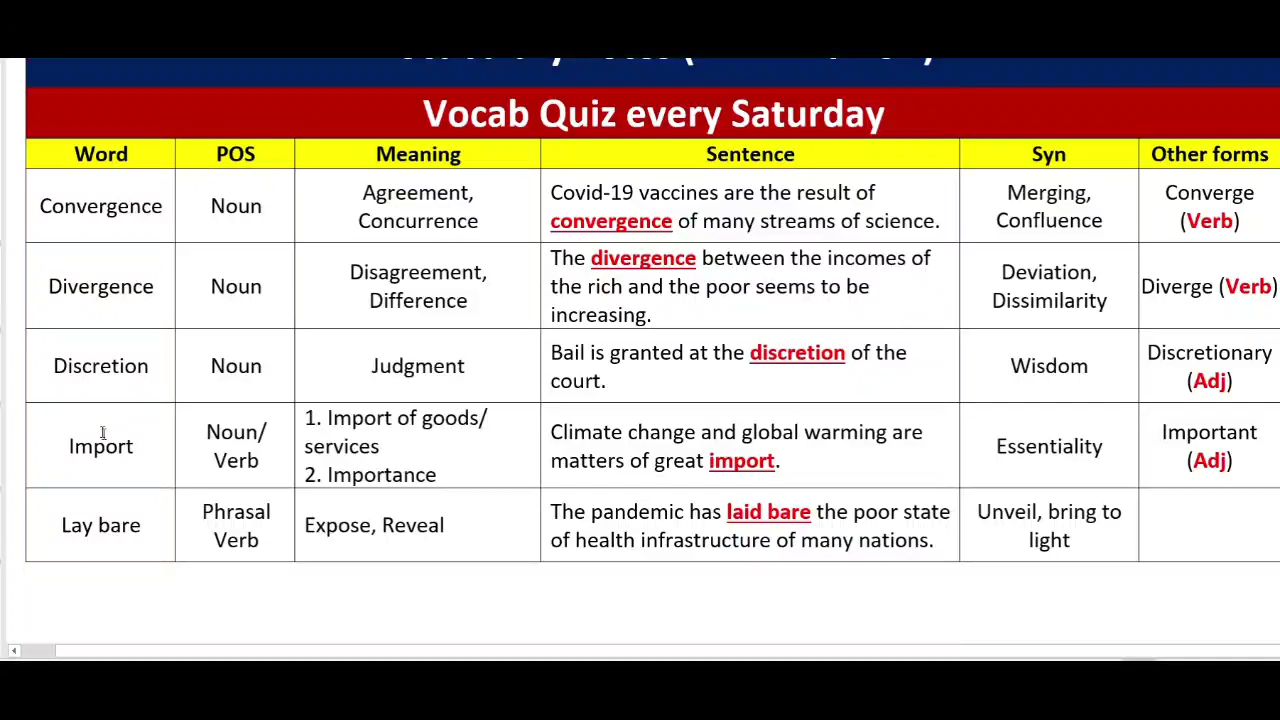 Vocab Quiz every Saturday
Word POS Meaning Sentence Syn Other forms
Convergence Noun Agreement, Concurrence Covid-19 vaccines are the result of convergence of many streams of science. Merging, Confluence Converge (Verb)
Divergence Noun Disagreement, Difference The divergence between the incomes of the rich and the poor seems to be increasing. Deviation, Dissimilarity Diverge (Verb)
Discretion Noun Judgment Bail is granted at the discretion of the court. Wisdom Discretionary (Adj)
Import Noun/ Verb 1. Import of goods/ services 2. Importance Climate change and global warming are matters of great import. Essentiality Important (Adj)
Lay bare Phrasal Verb Expose, Reveal The pandemic has laid bare the poor state of health infrastructure of many nations. Unveil, bring to light